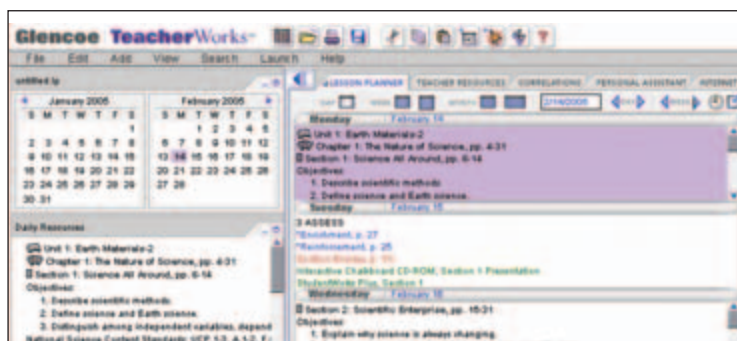 Glencoe TeacherWorks™
File Edit Add View Search Launch Help
untitled.lp
January 2005
S M T W T F S
1
2 3 4 5 6 7 8
9 10 11 12 13 14 15
16 17 18 19 20 21 22
23 24 25 26 27 28 29
30 31
February 2005
S M T W T F S
1 2 3 4 5
6 7 8 9 10 11 12
13 14 15 16 17 18 19
20 21 22 23 24 25 26
27 28
Daily Resources
Unit 1: Earth Materials-2
Chapter 1: The Nature of Science, pp. 4-31
Section 1: Science All Around, pp. 6-14
Objectives:
1. Describe scientific methods.
2. Define science and Earth science.
3. Distinguish among independent variables, depend
National Science Content Standards: UCP 1-3, A.1-2,
LESSON PLANNER TEACHER RESOURCES CORRELATIONS PERSONAL ASSISTANT INTERNET
DAY WEEK MONTH 2/14/2005
Monday February 14
Unit 1: Earth Materials-2
Chapter 1: The Nature of Science, pp. 4-31
Section 1: Science All Around, pp. 6-14
Objectives:
1. Describe scientific methods.
2. Define science and Earth science.
Tuesday February 15
3 ASSESS
*Enrichment, p. 27
*Reinforcement, p. 25
Interactive Chalkboard CD-ROM, Section 1 Presentation
StudentWorks Plus, Section 1
Wednesday February 16
Section 2: Scientific Enterprise, pp. 15-31
Objectives:
1. Explain why science is always changing.